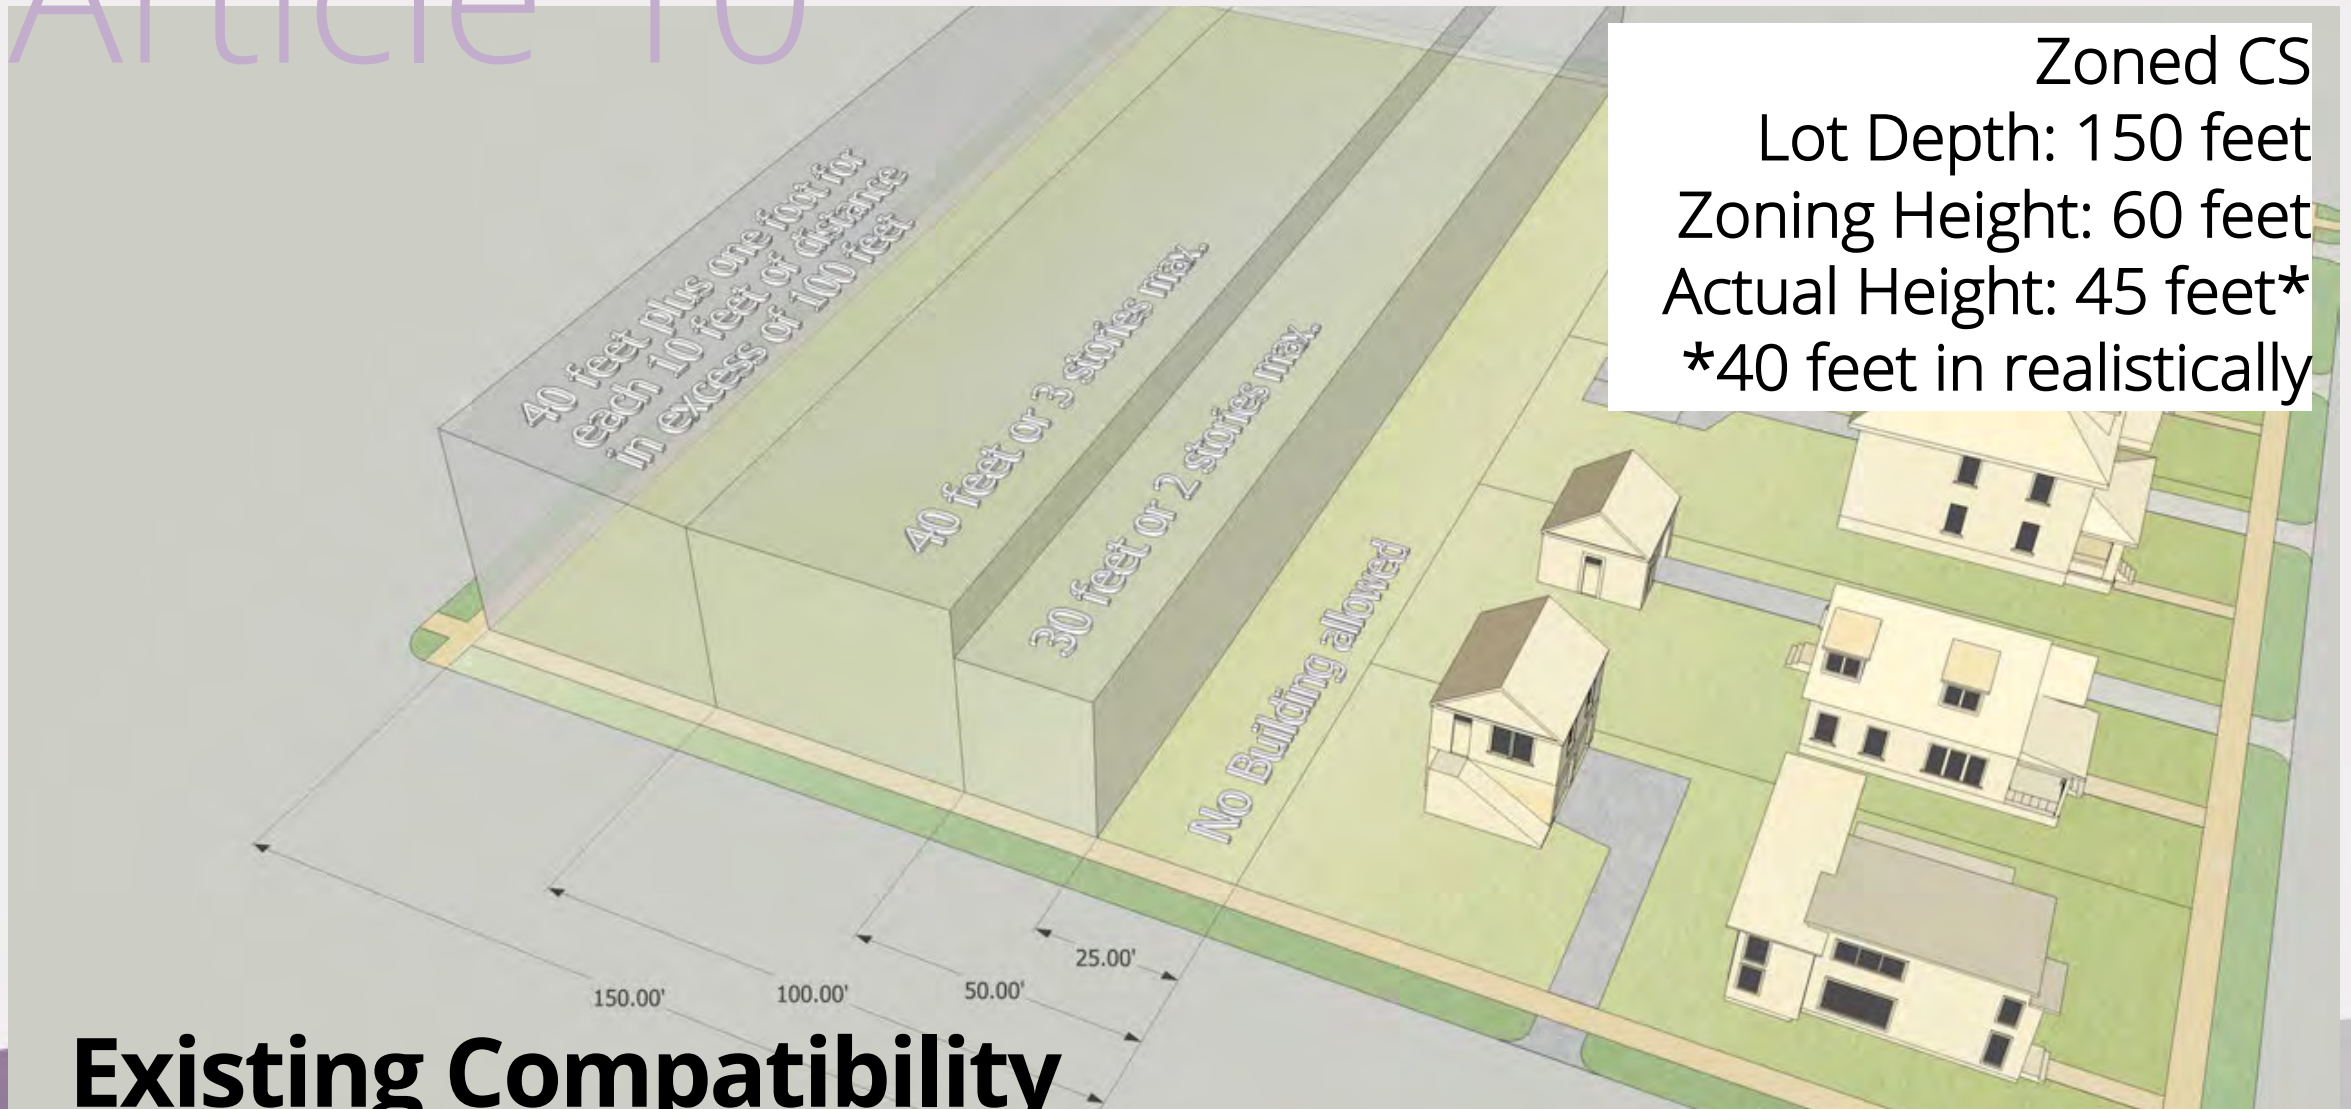 Article 10
Zoned CS
Lot Depth: 150 feet
Zoning Height: 60 feet
Actual Height: 45 feet*
*40 feet in realistically
40 feet plus one foot for
each 10 feet of distance
in excess of 100 feet
40 feet or 3 stories max.
30 feet or 2 stories max.
No Building allowed
25.00'
50.00'
100.00'
150.00'
Existing Compatibility